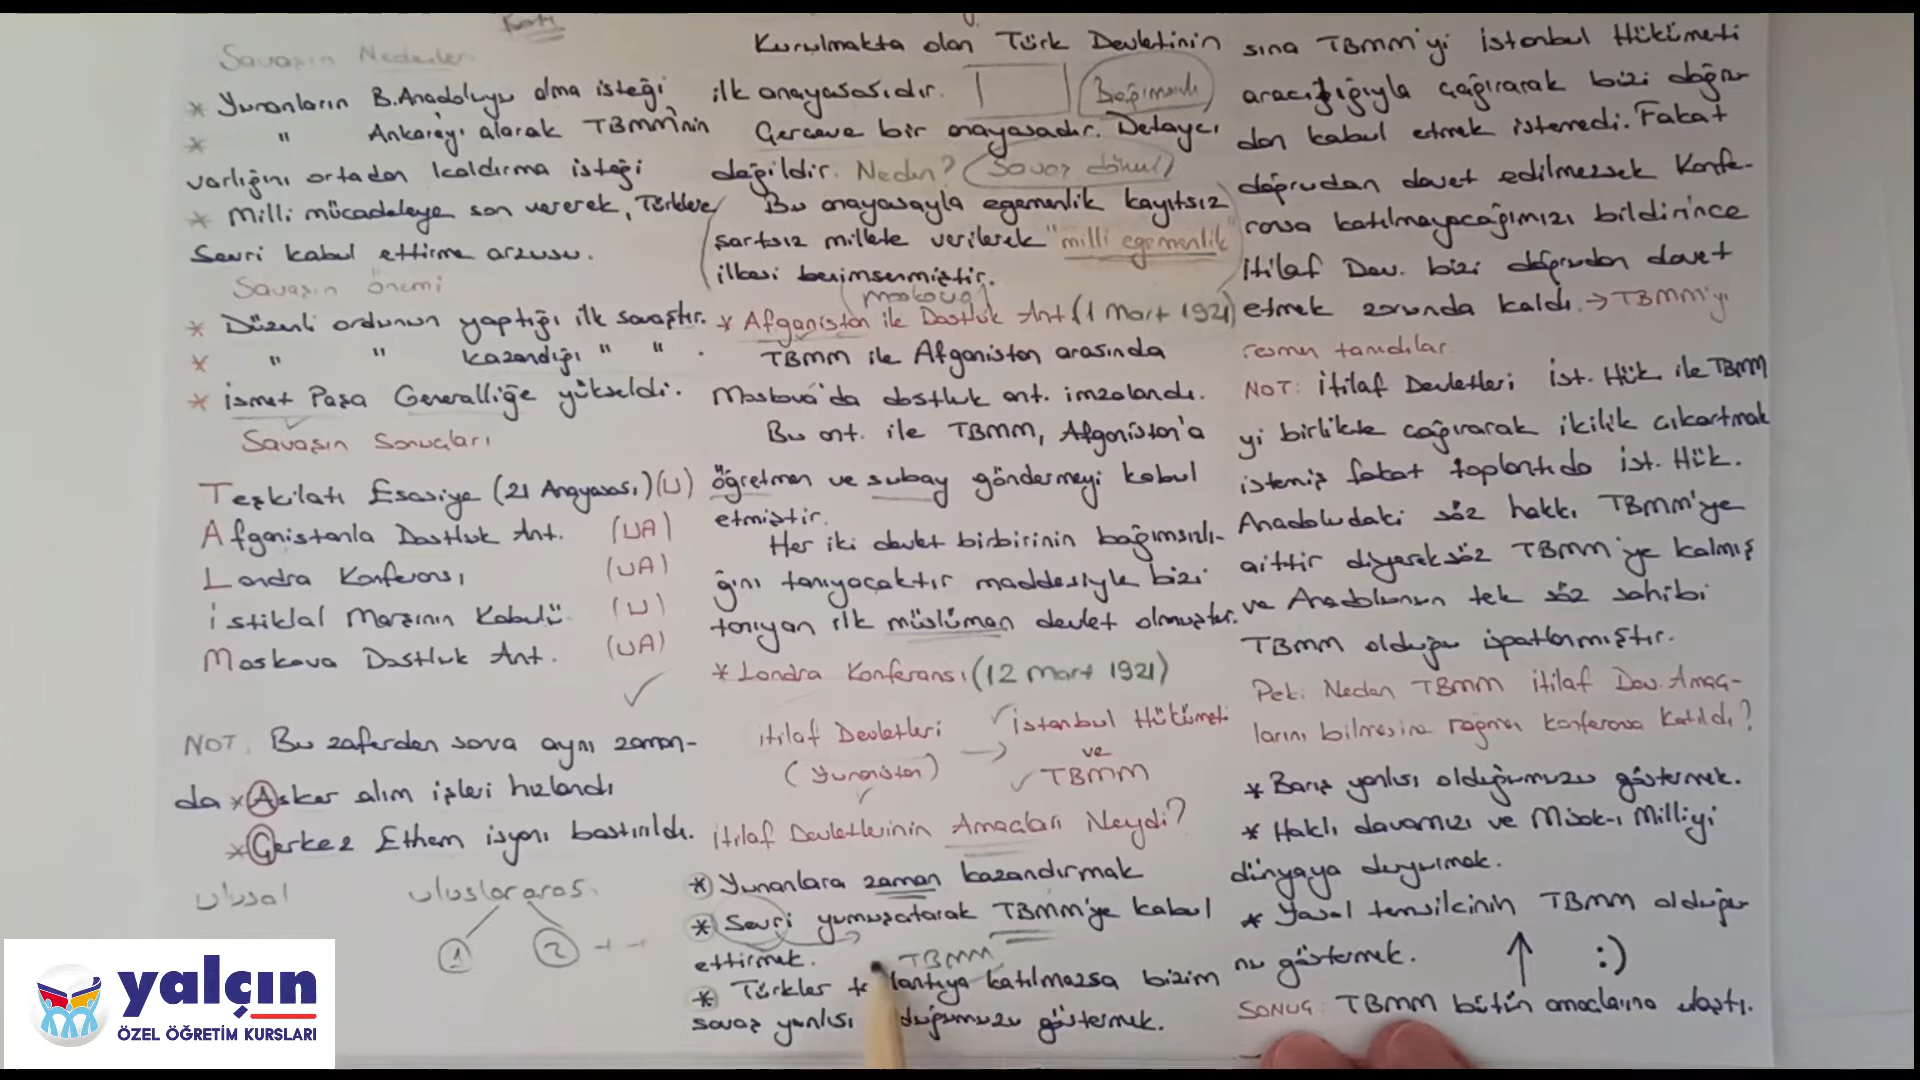 Savaşın Nedenleri
* Yunanların B.Anadoluyu alma isteği
* " Ankarayı alarak TBMM'nin
varlığını ortadan kaldırma isteği
* Milli mücadeleye son vererek, Türklere
Sevri kabul ettirme arzusu.
Savaşın önemi
* Düzenli ordunun yaptığı ilk savaştır.
* " " kazandığı " " .
* İsmet Paşa Generalliğe yükseldi.
Savaşın Sonuçları
Teşkilatı Esasiye (21 Anayasası) (U)
Afganistanla Dostluk Ant. (UA)
Londra Konferansı (UA)
İstiklal Marşının Kabulü (U)
Moskova Dostluk Ant. (UA)
NOT: Bu zaferden sonra aynı zaman-
da * Asker alım işleri hızlandı
* Çerkez Ethem isyanı bastırıldı.
Ulusal uluslararası
1 2
Kurulmakta olan Türk Devletinin
ilk anayasasıdır. Bağımsızlı
Çerçeve bir anayasadır. Detaycı
değildir. Neden? Savaş dönemi
Bu anayasayla egemenlik kayıtsız
şartsız millete verilerek "milli egemenlik"
ilkesi benimsenmiştir.
Moskova
* Afganistan ile Dostluk Ant (1 Mart 1921)
TBMM ile Afganistan arasında
Moskova'da dostluk ant. imzalandı.
Bu ant. ile TBMM, Afganistan'a
öğretmen ve subay göndermeyi kabul
etmiştir.
Her iki devlet birbirinin bağımsızlı-
ğını tanıyacaktır maddesiyle bizi
tanıyan ilk müslüman devlet olmuştur.
* Londra Konferansı (12 Mart 1921)
İtilaf Devletleri → İstanbul Hükümeti
(Yunanistan) ve
TBMM
İtilaf Devletlerinin Amaçları Neydi?
* Yunanlara zaman kazandırmak
* Sevri yumuşatarak TBMM'ye kabul
ettirmek. TBMM
* Türkler lantıya katılmazsa bizim
savaş yanlısı duğumuzu göstermek.
sına TBMM'yi İstanbul Hükümeti
aracılığıyla çağırarak bizi doğru-
dan kabul etmek istemedi. Fakat
doğrudan davet edilmezsek Konfe-
ransa katılmayacağımızı bildirince
İtilaf Dev. bizi doğrudan davet
etmek zorunda kaldı. → TBMM'yi
resmen tanıdılar
NOT: İtilaf Devletleri İst. Hük ile TBMM
yi birlikte çağırarak ikilik çıkartmak
istemiş fakat toplantıda İst. Hük.
Anadoludaki söz hakkı TBMM'ye
aittir diyerek söz TBMM'ye kalmış
ve Anadolunun tek söz sahibi
TBMM olduğu ispatlanmıştır.
Peki Neden TBMM İtilaf Dev. Amaç-
larını bilmesine rağmen konferansa katıldı?
* Barış yanlısı olduğumuzu göstermek.
* Haklı davamızı ve Misak-ı Milliyi
dünyaya duyurmak.
* Yasal temsilcinin TBMM olduğu-
nu göstermek. :)
SONUÇ: TBMM bütün amaçlarına ulaştı.
yalçın
ÖZEL ÖĞRETİM KURSLARI